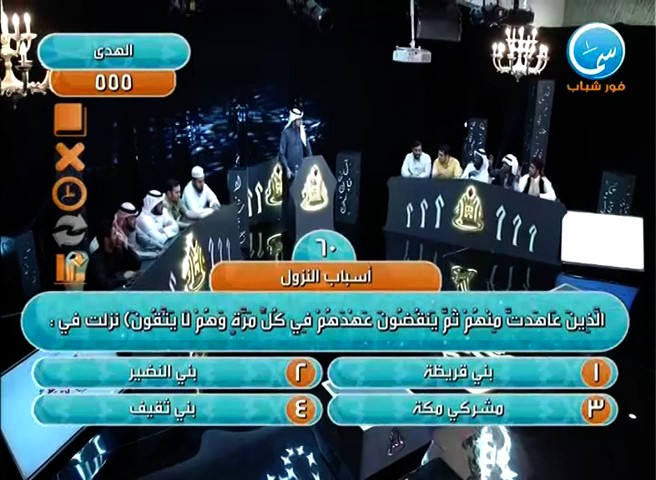 الهدى
000
سما
فور شباب
٦٠
أسباب النزول
الَّذِينَ عَاهَدتَّ مِنْهُمْ ثُمَّ يَنقُضُونَ عَهْدَهُمْ فِي كُلِّ مَرَّةٍ وَهُمْ لَا يَتَّقُونَ) نزلت في :
١ بني قريظة
٢ بني النضير
٣ مشركي مكة
٤ بني ثقيف